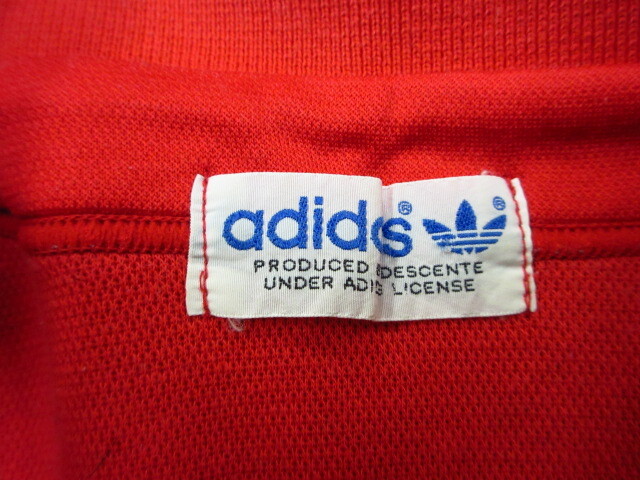 adidas® ®
PRODUCED DESCENTE
UNDER LICENSE